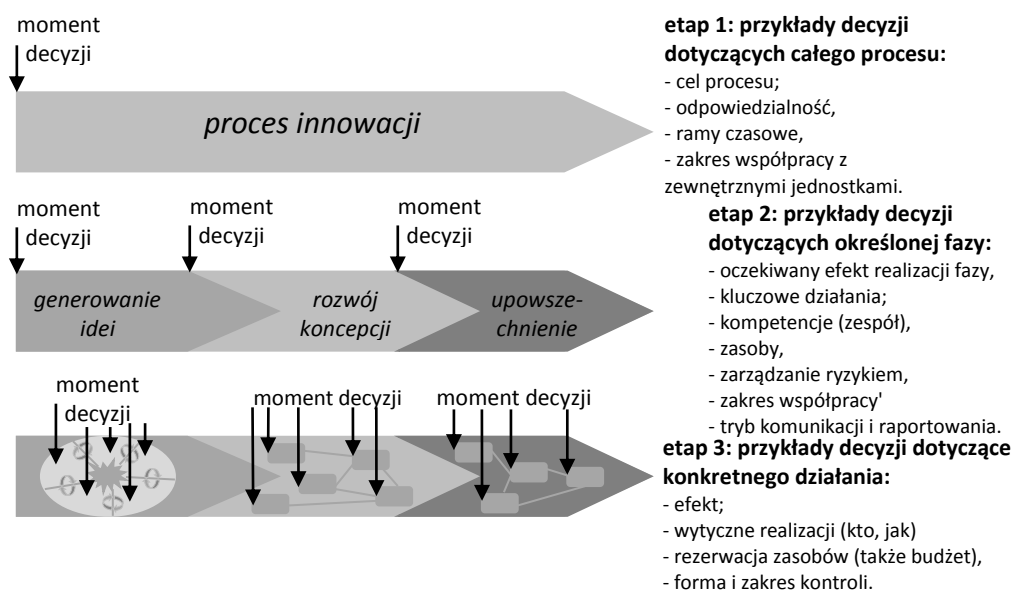 moment
decyzji
proces innowacji
etap 1: przykłady decyzji
dotyczących całego procesu:
- cel procesu;
- odpowiedzialność,
- ramy czasowe,
- zakres współpracy z
zewnętrznymi jednostkami.
moment
decyzji
moment
decyzji
moment
decyzji
generowanie
idei
rozwój
koncepcji
upowsze-
chnienie
etap 2: przykłady decyzji
dotyczących określonej fazy:
- oczekiwany efekt realizacji fazy,
- kluczowe działania;
- kompetencje (zespół),
- zasoby,
- zarządzanie ryzykiem,
- zakres współpracy'
- tryb komunikacji i raportowania.
moment
decyzji
moment decyzji
moment decyzji
etap 3: przykłady decyzji dotyczące
konkretnego działania:
- efekt;
- wytyczne realizacji (kto, jak)
- rezerwacja zasobów (także budżet),
- forma i zakres kontroli.